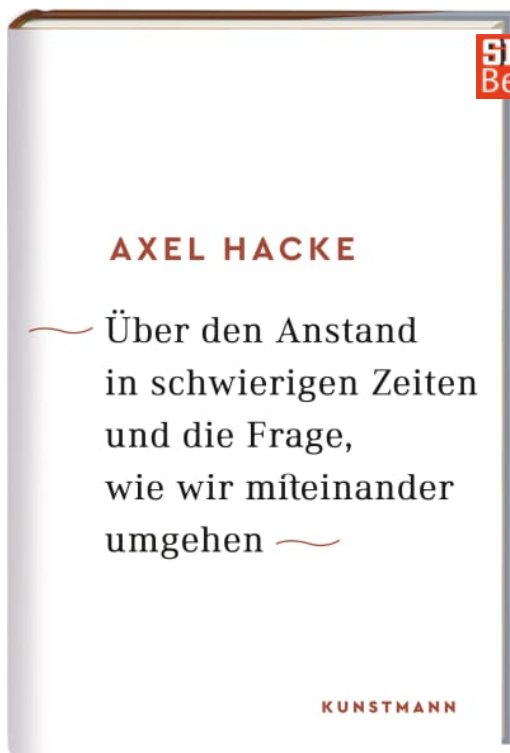 AXEL HACKE
Über den Anstand
in schwierigen Zeiten
und die Frage,
wie wir miteinander
umgehen
KUNSTMANN